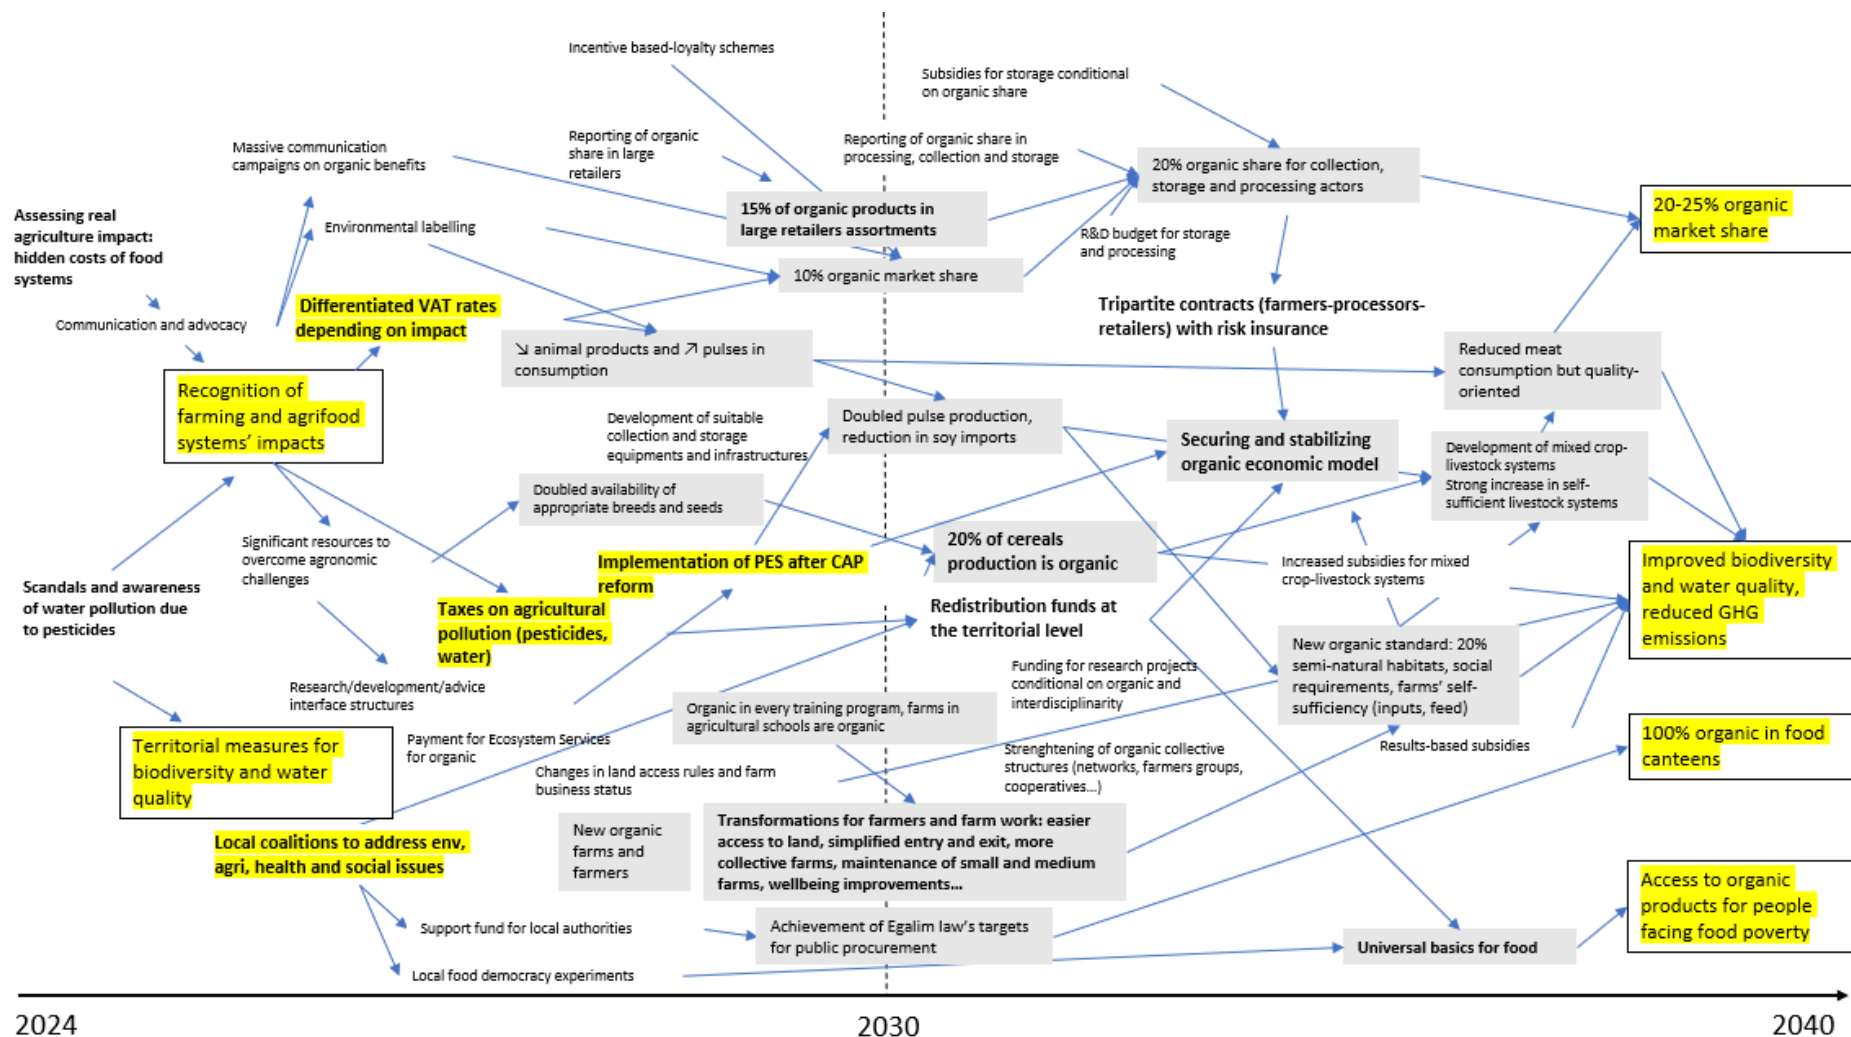 Incentive based-loyalty schemes
Subsidies for storage conditional
on organic share
Reporting of organic
share in large
retailers
Reporting of organic share in
processing, collection and storage
Massive communication
campaigns on organic benefits
20% organic share for collection,
storage and processing actors
Assessing real
agriculture impact:
hidden costs of food
systems
Environmental labelling
15% of organic products in
large retailers assortments
R&D budget for storage
and processing
20-25% organic
market share
10% organic market share
Communication and advocacy
Differentiated VAT rates
depending on impact
Tripartite contracts (farmers-processors-
retailers) with risk insurance
↘ animal products and ↗ pulses in
consumption
Reduced meat
consumption but quality-
oriented
Recognition of
farming and agrifood
systems' impacts
Development of suitable
collection and storage
equipments and infrastructures
Doubled pulse production,
reduction in soy imports
Securing and stabilizing
organic economic model
Development of mixed crop-
livestock systems
Strong increase in self-
sufficient livestock systems
Doubled availability of
appropriate breeds and seeds
Significant resources to
overcome agronomic
challenges
Implementation of PES after CAP
reform
20% of cereals
production is organic
Increased subsidies for mixed
crop-livestock systems
Improved biodiversity
and water quality,
reduced GHG
emissions
Scandals and awareness
of water pollution due
to pesticides
Taxes on agricultural
pollution (pesticides,
water)
Redistribution funds at
the territorial level
New organic standard: 20%
semi-natural habitats, social
requirements, farms' self-
sufficiency (inputs, feed)
Funding for research projects
conditional on organic and
interdisciplinarity
Research/development/advice
interface structures
Organic in every training program, farms in
agricultural schools are organic
Territorial measures for
biodiversity and water
quality
Payment for Ecosystem Services
for organic
Changes in land access rules and farm
business status
Strenghtening of organic collective
structures (networks, farmers groups,
cooperatives...)
Results-based subsidies
100% organic in food
canteens
Local coalitions to address env,
agri, health and social issues
New organic
farms and
farmers
Transformations for farmers and farm work: easier
access to land, simplified entry and exit, more
collective farms, maintenance of small and medium
farms, wellbeing improvements...
Access to organic
products for people
facing food poverty
Support fund for local authorities
Achievement of Egalim law's targets
for public procurement
Universal basics for food
Local food democracy experiments
2024
2030
2040